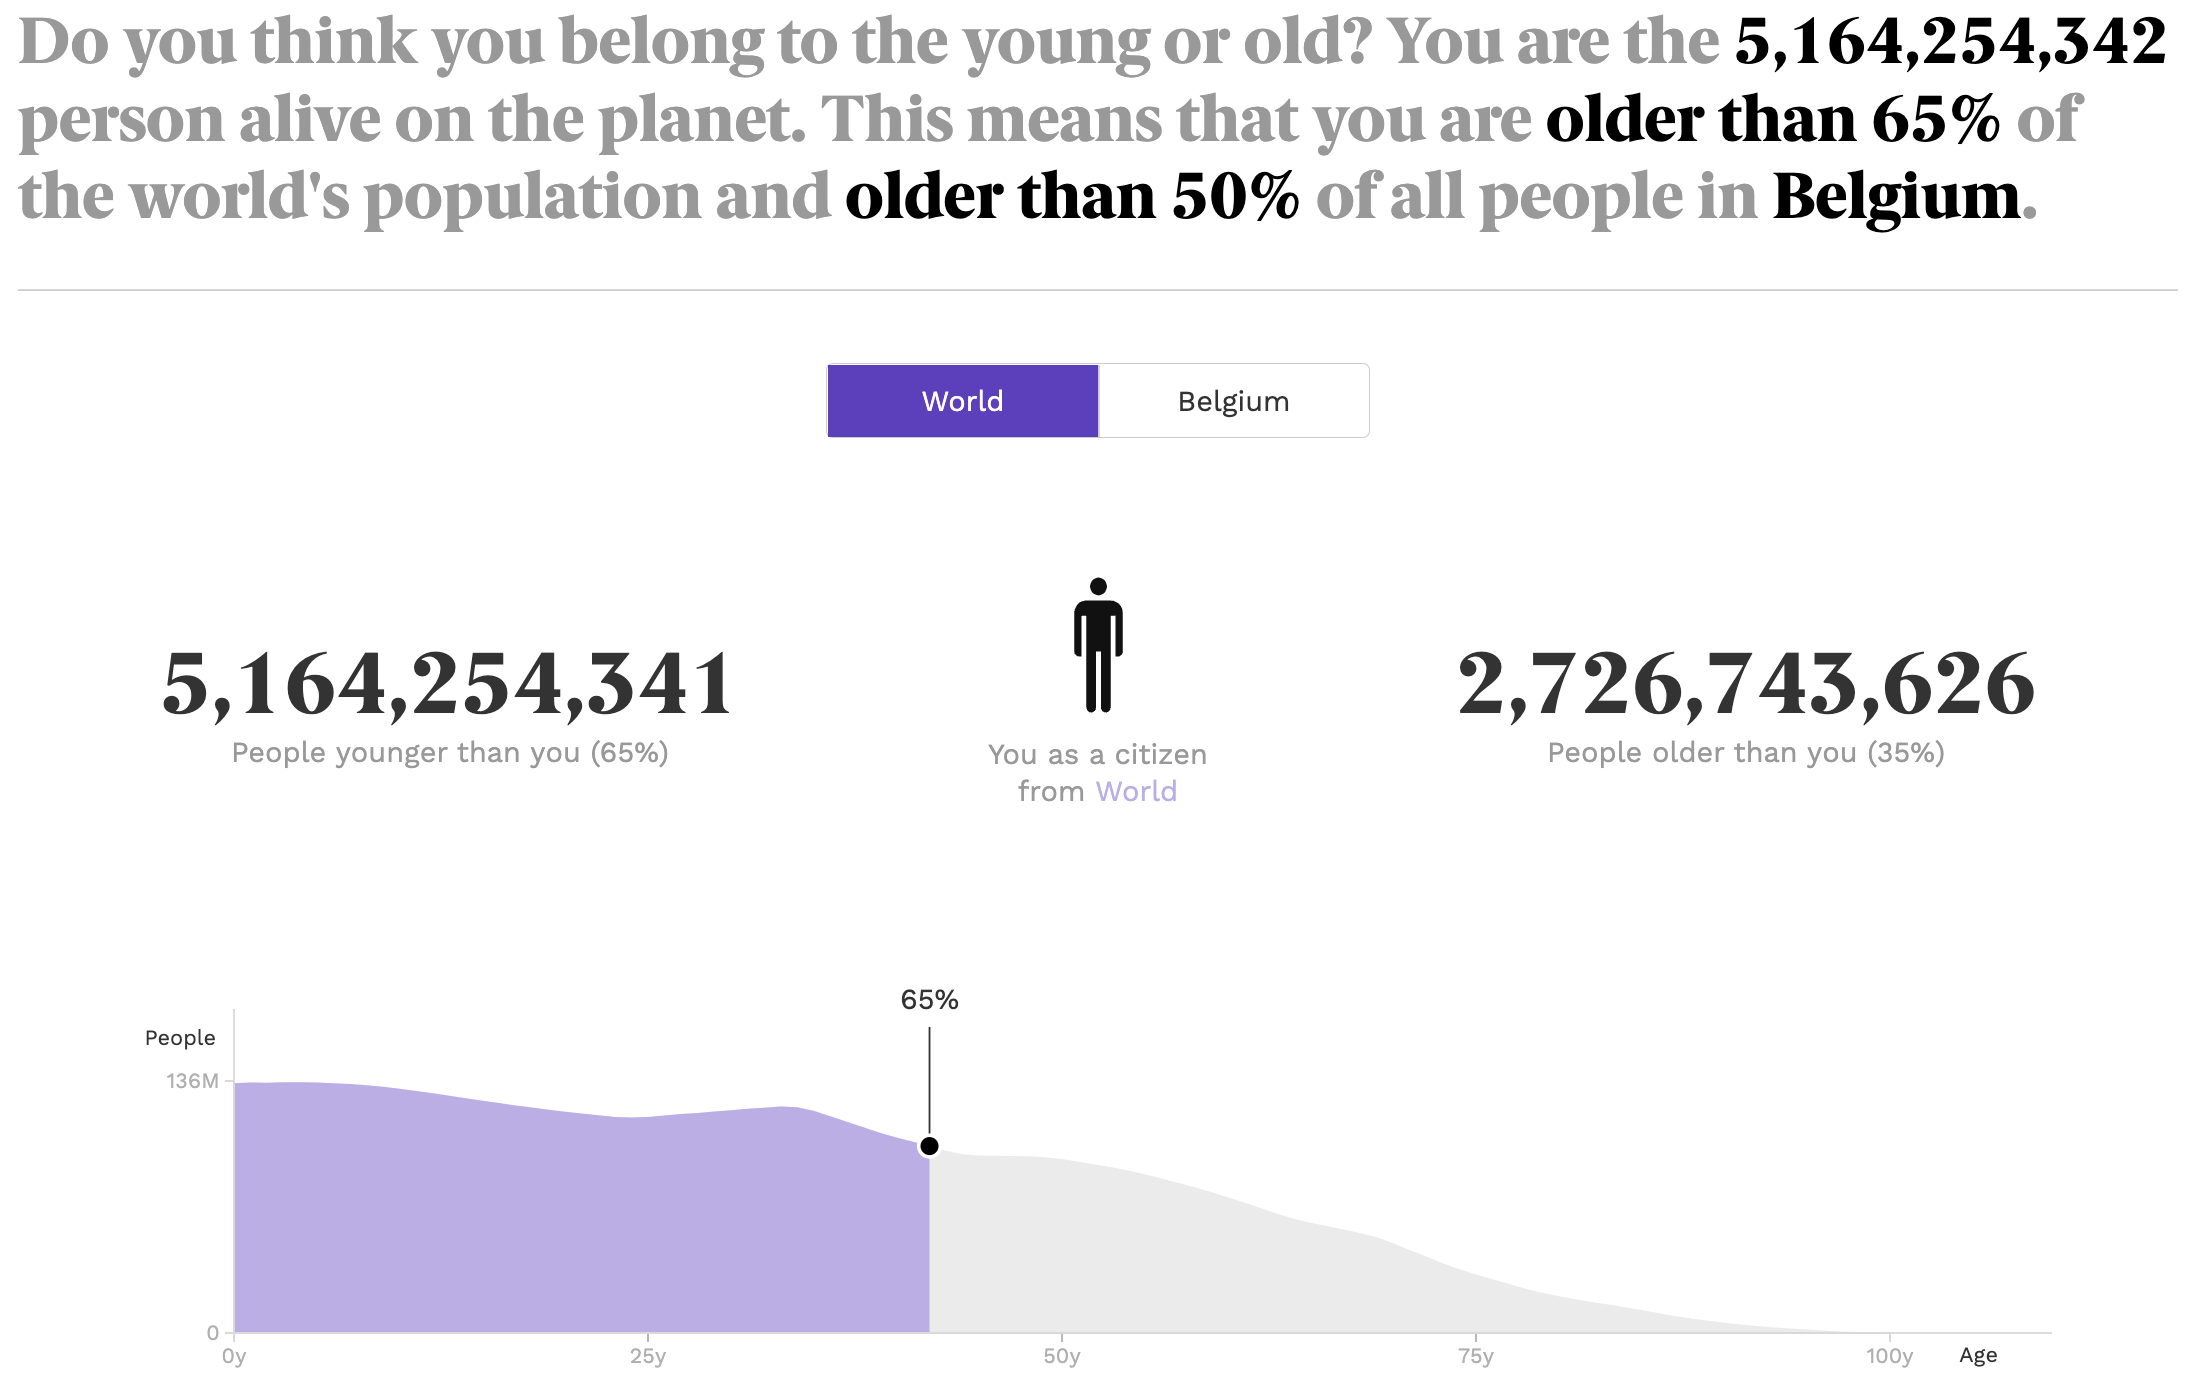 Do you think you belong to the young or old? You are the 5,164,254,342
person alive on the planet. This means that you are older than 65% of
the world's population and older than 50% of all people in Belgium.
World
Belgium
5,164,254,341
People younger than you (65%)
You as a citizen
from World
2,726,743,626
People older than you (35%)
65%
People
136M
0
0y
25y
50y
75y
100y
Age